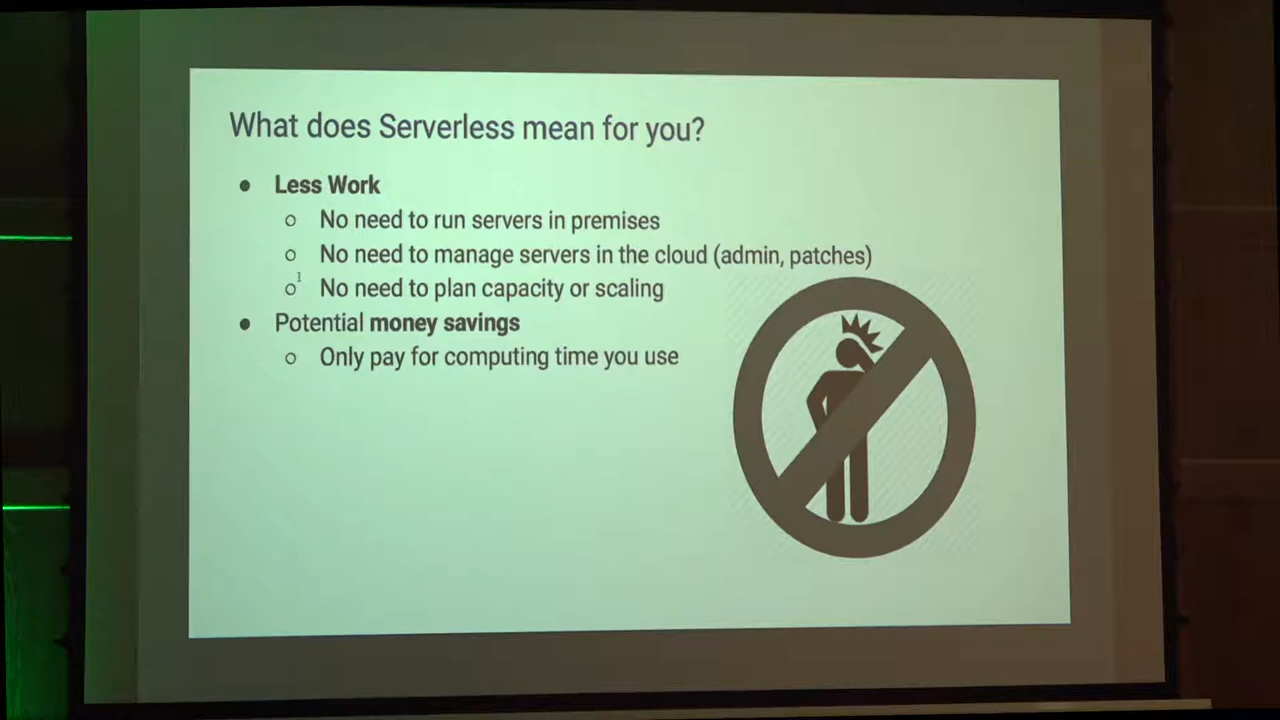 What does Serverless mean for you?
● Less Work
○ No need to run servers in premises
○ No need to manage servers in the cloud (admin, patches)
○ No need to plan capacity or scaling
● Potential money savings
○ Only pay for computing time you use